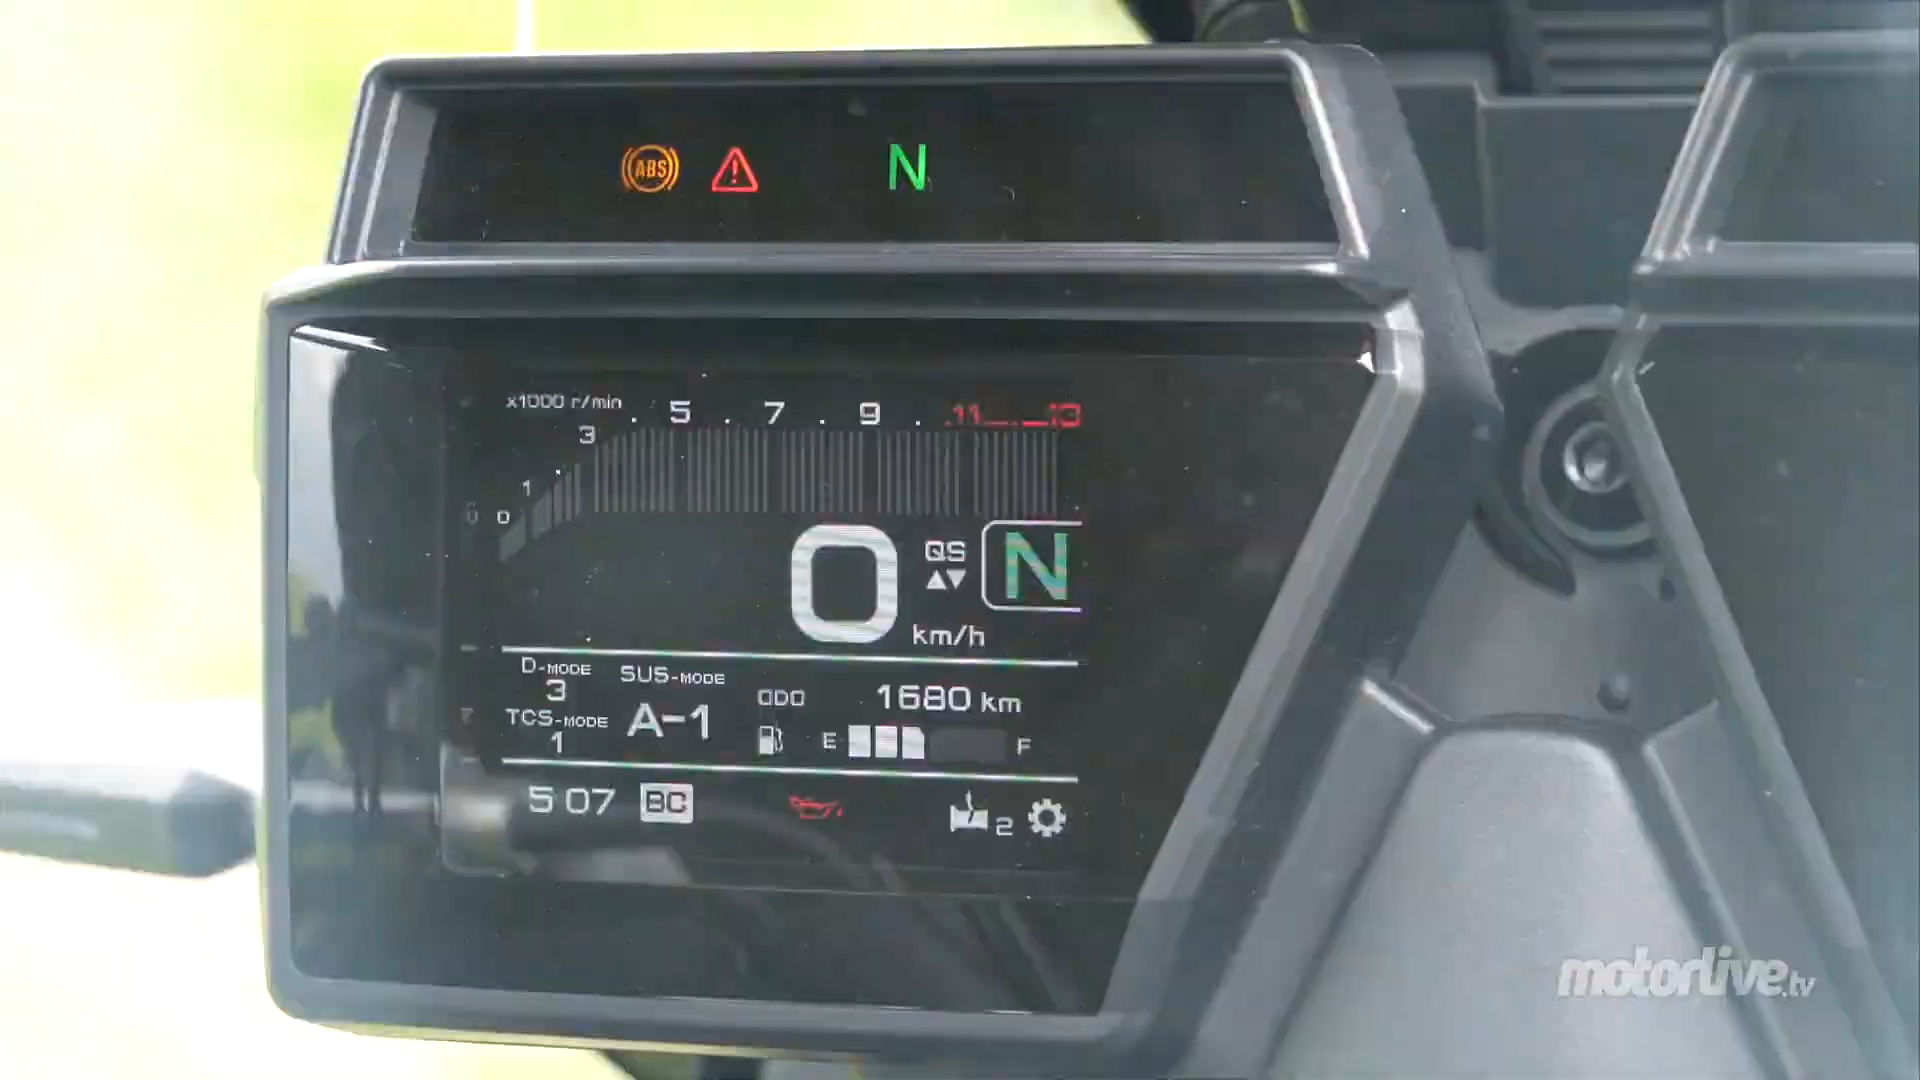 ABS N
x1000 r/min
0 1 3 5 7 9 11 13
0 QS N
km/h
D-MODE SUS-MODE
3 A-1
TCS-MODE
1
ODO 1680 km
E F
5 07 BC 2
motorlive.tv